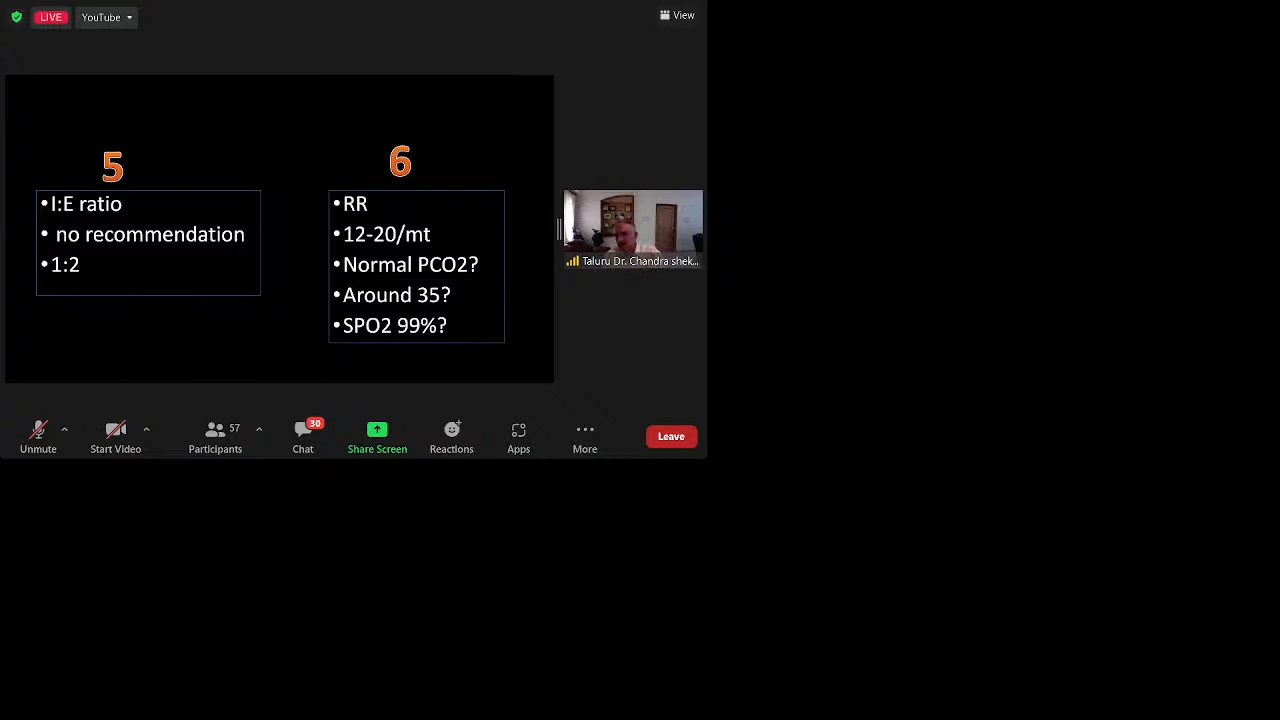 LIVE
YouTube
View
5
•I:E ratio
• no recommendation
•1:2
6
•RR
•12-20/mt
•Normal PCO2?
•Around 35?
•SPO2 99%?
Taluru Dr. Chandra shek...
Unmute
Start Video
57
Participants
30
Chat
Share Screen
Reactions
Apps
More
Leave